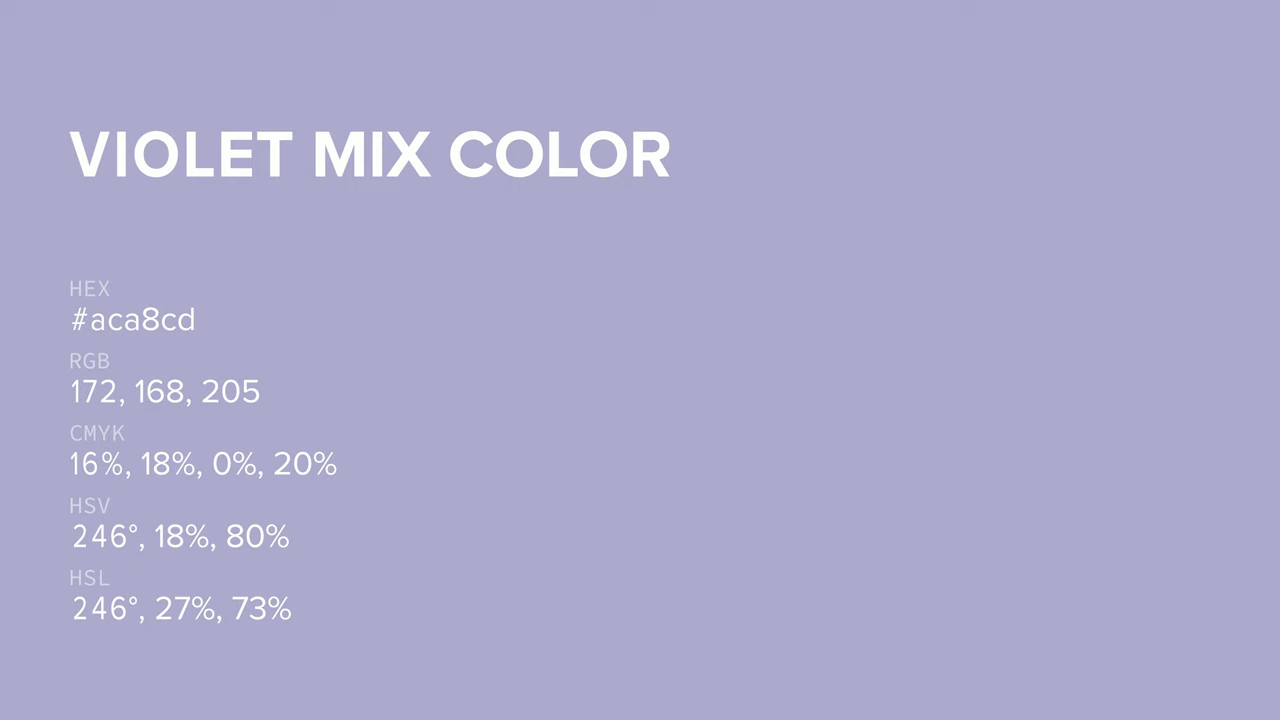 VIOLET MIX COLOR
HEX
#aca8cd
RGB
172, 168, 205
CMYK
16%, 18%, 0%, 20%
HSV
246°, 18%, 80%
HSL
246°, 27%, 73%